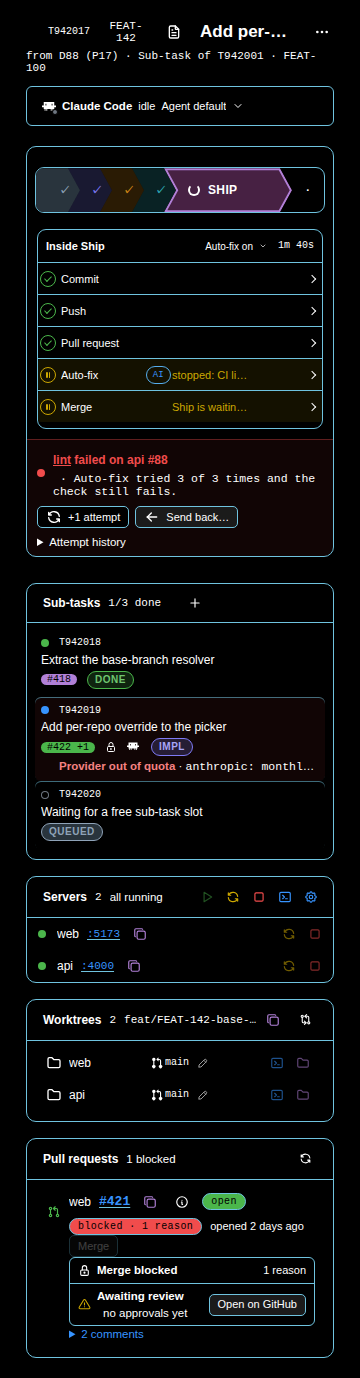 T942017 FEAT-142 Add per-…
from D88 (P17) · Sub-task of T942001 · FEAT-100
Claude Code idle Agent default
SHIP
Inside Ship Auto-fix on 1m 40s
Commit
Push
Pull request
Auto-fix AI stopped: CI li…
Merge Ship is waitin…
lint failed on api #88
· Auto-fix tried 3 of 3 times and the
check still fails.
+1 attempt Send back…
Attempt history
Sub-tasks 1/3 done
T942018
Extract the base-branch resolver
#418 DONE
T942019
Add per-repo override to the picker
#422 +1 IMPL
Provider out of quota · anthropic: monthl…
T942020
Waiting for a free sub-task slot
QUEUED
Servers 2 all running
web :5173
api :4000
Worktrees 2 feat/FEAT-142-base-…
web main
api main
Pull requests 1 blocked
web #421 open
blocked · 1 reason opened 2 days ago
Merge
Merge blocked 1 reason
Awaiting review
no approvals yet
Open on GitHub
2 comments